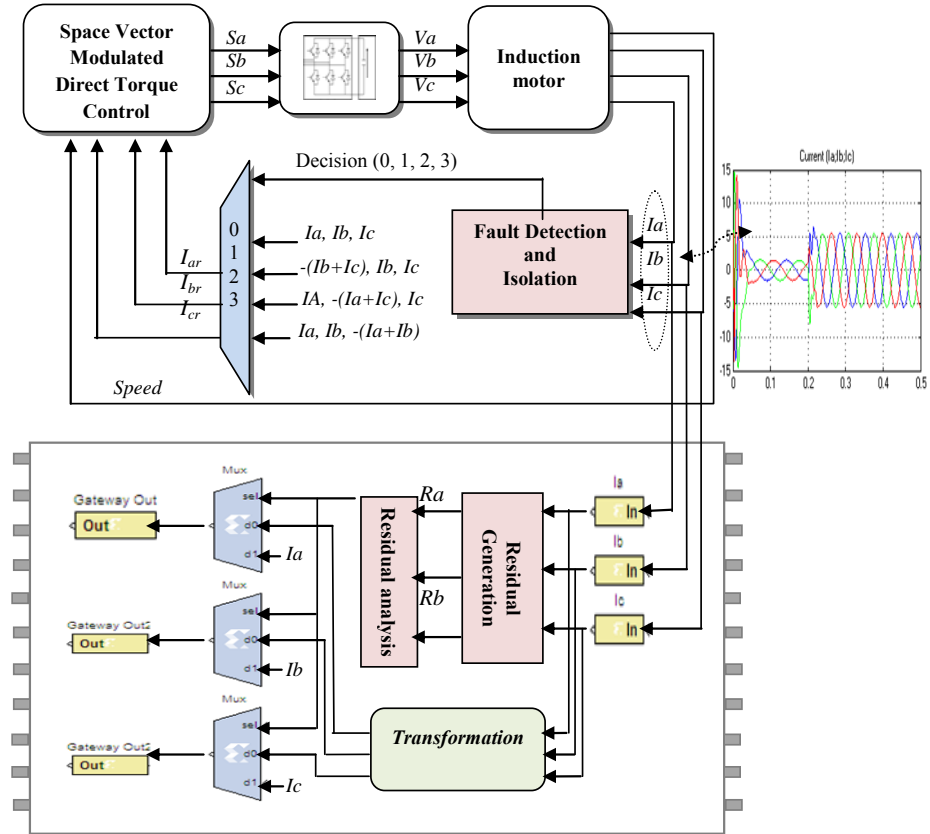 Space Vector
Modulated
Direct Torque
Control
Sa
Sb
Sc
Va
Vb
Vc
Induction
motor
Decision (0, 1, 2, 3)
0
1
2
3
Ia, Ib, Ic
-(Ib+Ic), Ib, Ic
IA, -(Ia+Ic), Ic
Ia, Ib, -(Ia+Ib)
Iar
Ibr
Icr
Speed
Fault Detection
and
Isolation
Ia
Ib
Ic
Current (Ia,Ib,Ic)
15
10
5
0
-5
-10
-15
0 0.1 0.2 0.3 0.4 0.5
Gateway Out
Out
Mux
sel
d0
d1
Ia
Gateway Out2
Out
Mux
sel
d0
d1
Ib
Gateway Out2
Out
Mux
sel
d0
d1
Ic
Residual analysis
Ra
Rb
Residual
Generation
Transformation
Ia
In
Ib
In
Ic
In